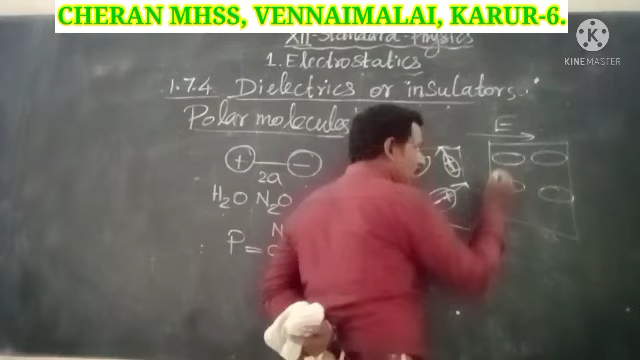 CHERAN MHSS, VENNAIMALAI, KARUR-6.
KINEMASTER
XII-Standard-Physics
1. Electrostatics
1.7.4 Dielectrics or insulators
Polar molecules
E
+ −
2a
H₂O N₂O
N
P =